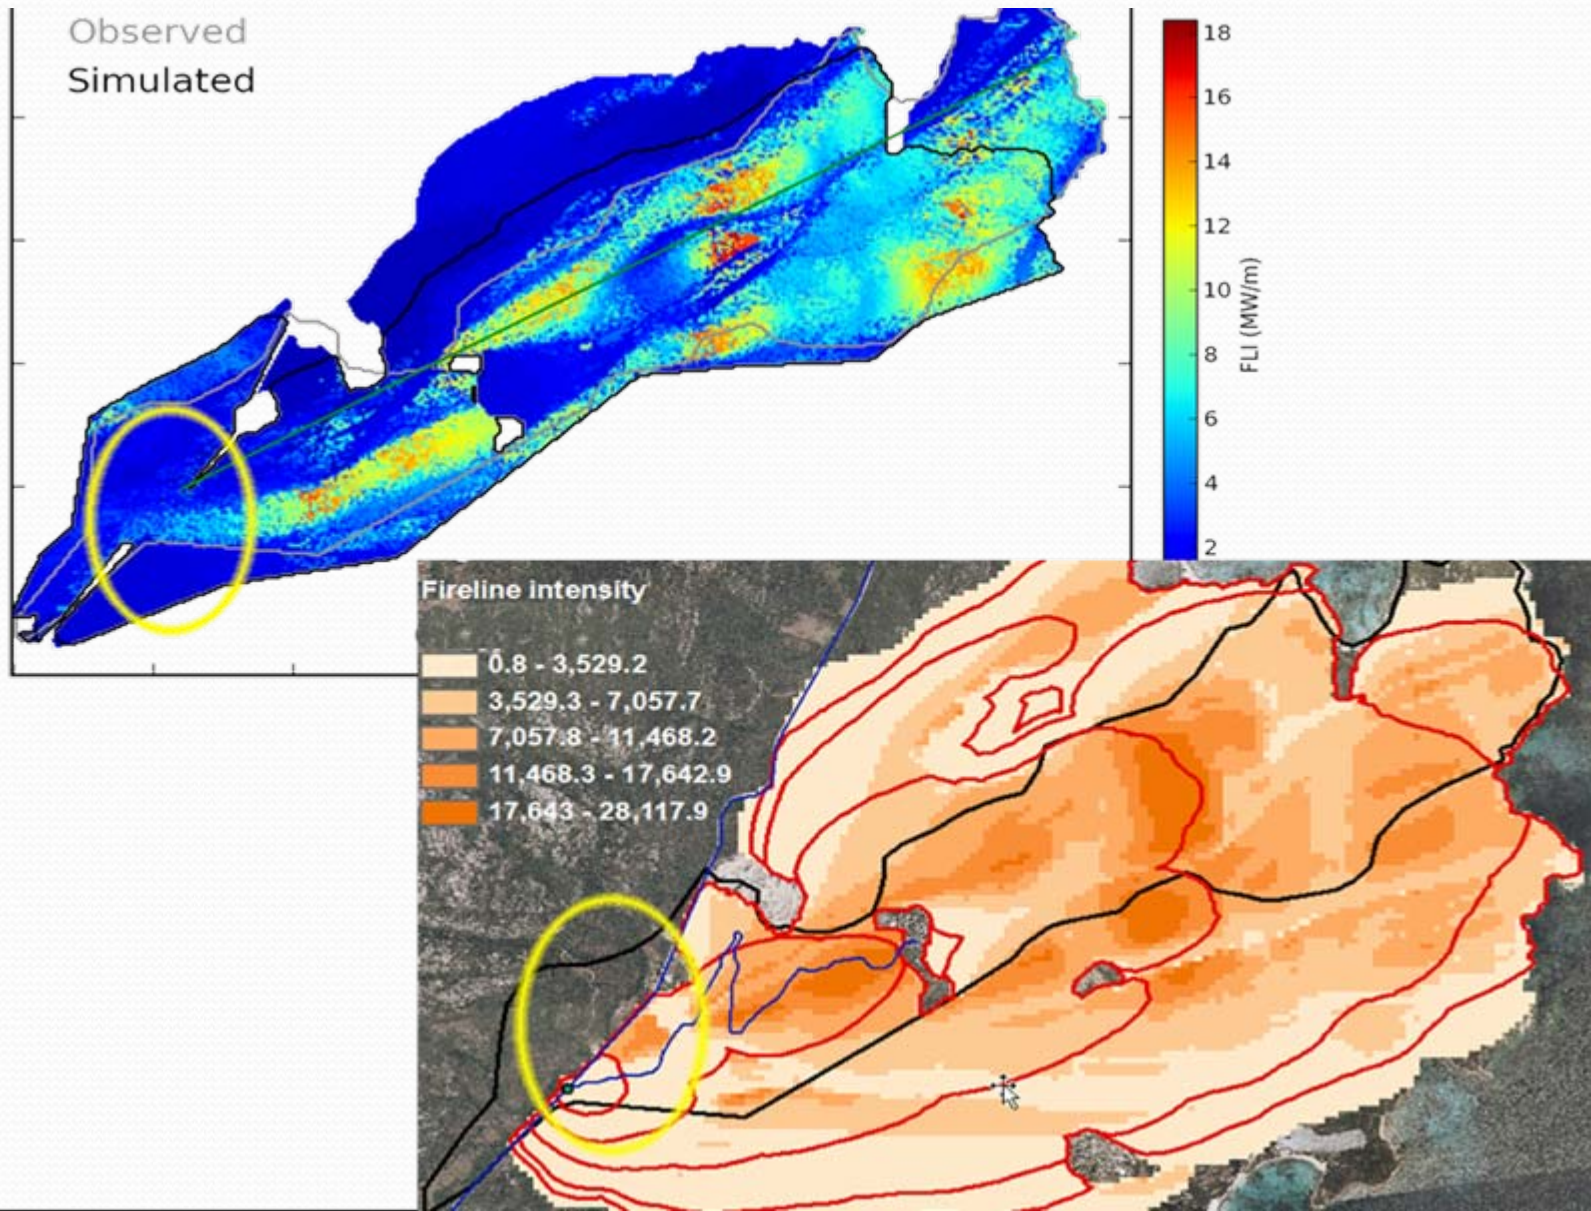 Observed
Simulated
18
16
14
12
10
8
6
4
2
FLI (MW/m)
Fireline intensity
0.8 - 3,529.2
3,529.3 - 7,057.7
7,057.8 - 11,468.2
11,468.3 - 17,642.9
17,643 - 28,117.9